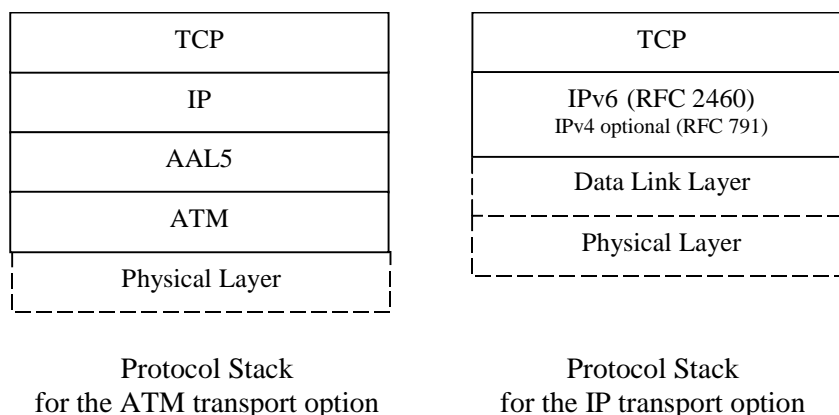 TCP
IP
AAL5
ATM
Physical Layer
Protocol Stack
for the ATM transport option
TCP
IPv6 (RFC 2460)
IPv4 optional (RFC 791)
Data Link Layer
Physical Layer
Protocol Stack
for the IP transport option